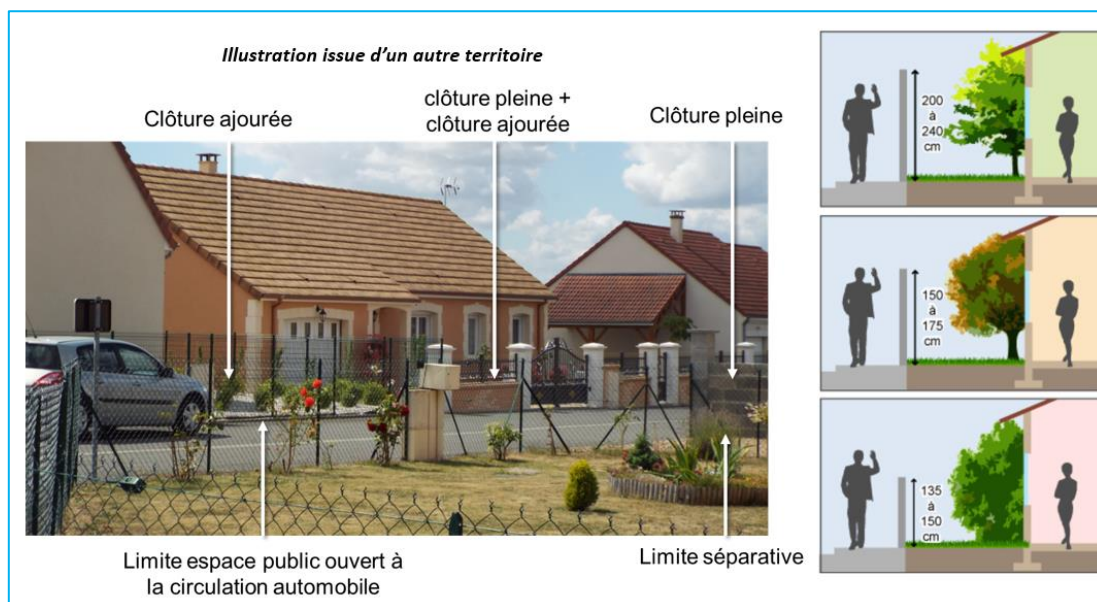 Illustration issue d’un autre territoire
Clôture ajourée
clôture pleine +
clôture ajourée
Clôture pleine
Limite espace public ouvert à
la circulation automobile
Limite séparative
200
à
240
cm
150
à
175
cm
135
à
150
cm